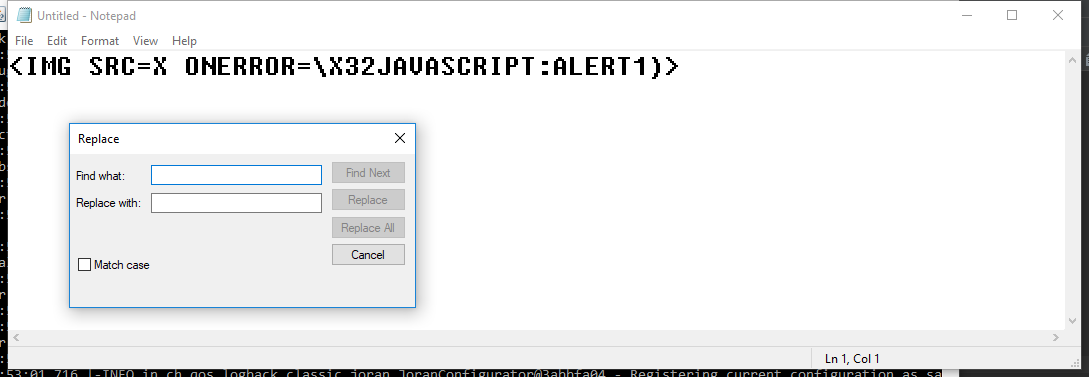 Untitled - Notepad
File Edit Format View Help
<IMG SRC=X ONERROR=\X32JAVASCRIPT:ALERT1)>
Replace
Find what:
Find Next
Replace with:
Replace
Replace All
Cancel
Match case
Ln 1, Col 1
:53:01,716 |-INFO in ch.qos.logback.classic.joran.JoranConfigurator@3abbfa04 - Registering current configuration as sa